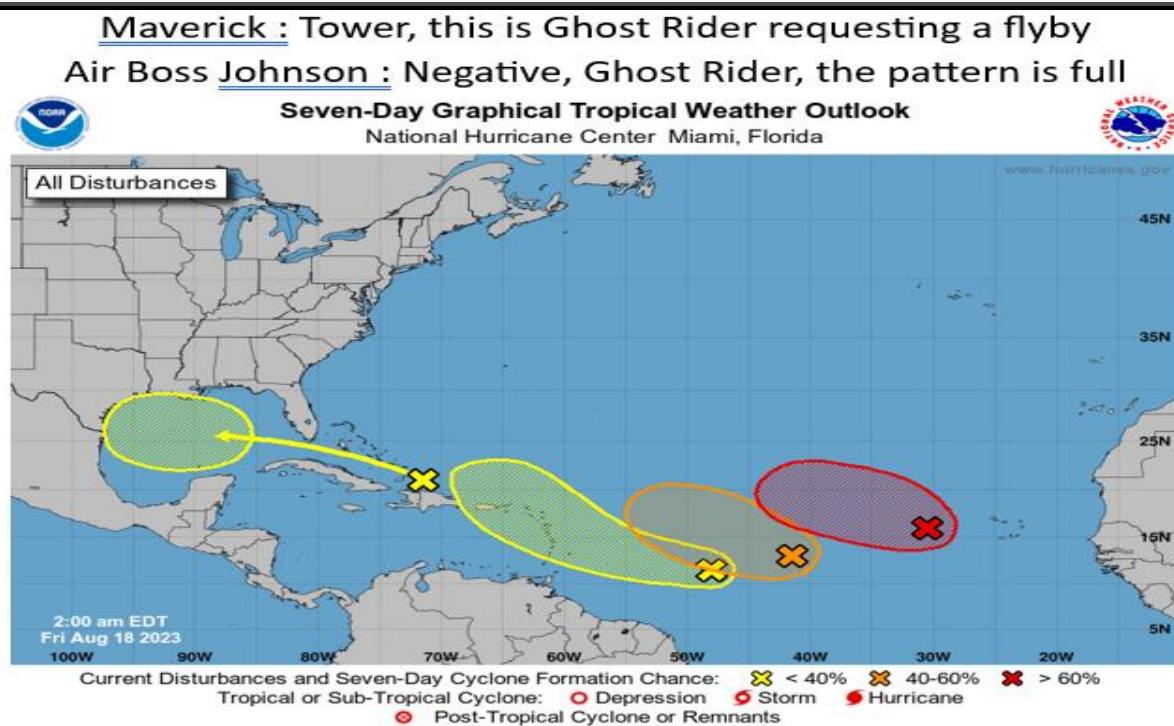 Maverick : Tower, this is Ghost Rider requesting a flyby
Air Boss Johnson : Negative, Ghost Rider, the pattern is full
NOAA
Seven-Day Graphical Tropical Weather Outlook
National Hurricane Center Miami, Florida
NATIONAL WEATHER SERVICE
All Disturbances
www.hurricanes.gov
45N
35N
25N
15N
5N
2:00 am EDT
Fri Aug 18 2023
100W 90W 80W 70W 60W 50W 40W 30W 20W
Current Disturbances and Seven-Day Cyclone Formation Chance: < 40% 40-60% > 60%
Tropical or Sub-Tropical Cyclone: Depression Storm Hurricane
Post-Tropical Cyclone or Remnants